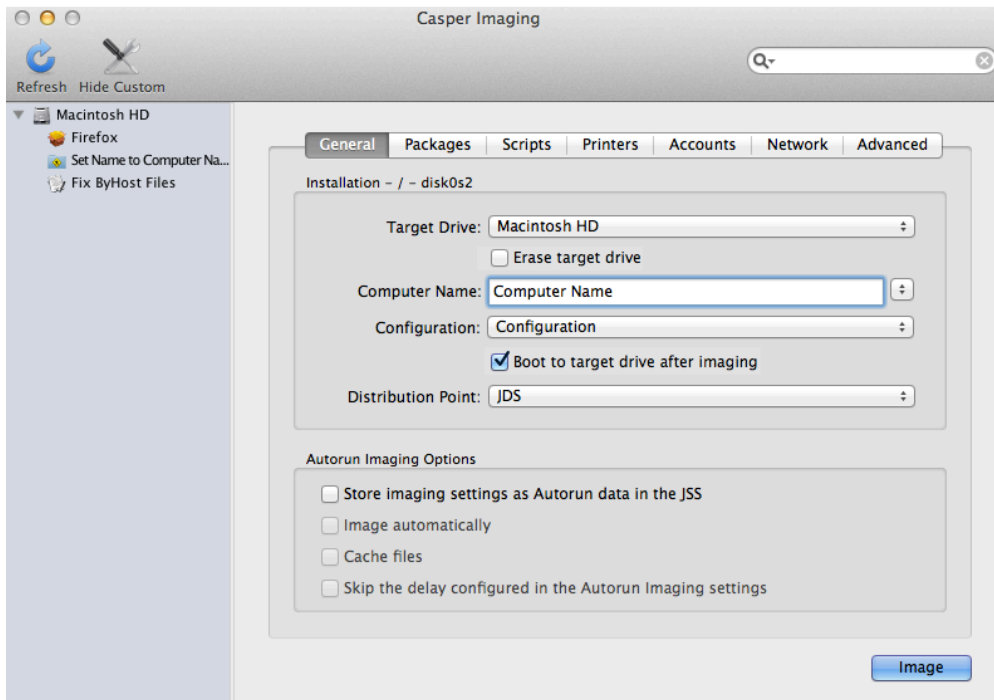 Casper Imaging
Refresh Hide Custom
Macintosh HD
Firefox
Set Name to Computer Na...
Fix ByHost Files
General Packages Scripts Printers Accounts Network Advanced
Installation - / - disk0s2
Target Drive: Macintosh HD
Erase target drive
Computer Name: Computer Name
Configuration: Configuration
Boot to target drive after imaging
Distribution Point: JDS
Autorun Imaging Options
Store imaging settings as Autorun data in the JSS
Image automatically
Cache files
Skip the delay configured in the Autorun Imaging settings
Image